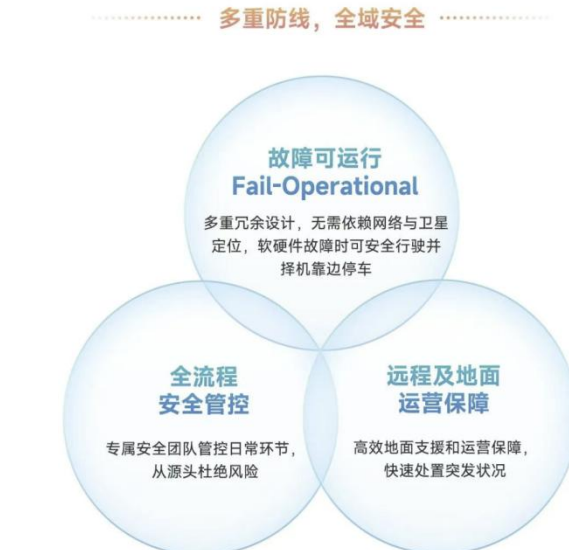 多重防线，全域安全
故障可运行
Fail-Operational
多重冗余设计，无需依赖网络与卫星
定位，软硬件故障时可安全行驶并
择机靠边停车
全流程
安全管控
专属安全团队管控日常环节，
从源头杜绝风险
远程及地面
运营保障
高效地面支援和运营保障，
快速处置突发状况